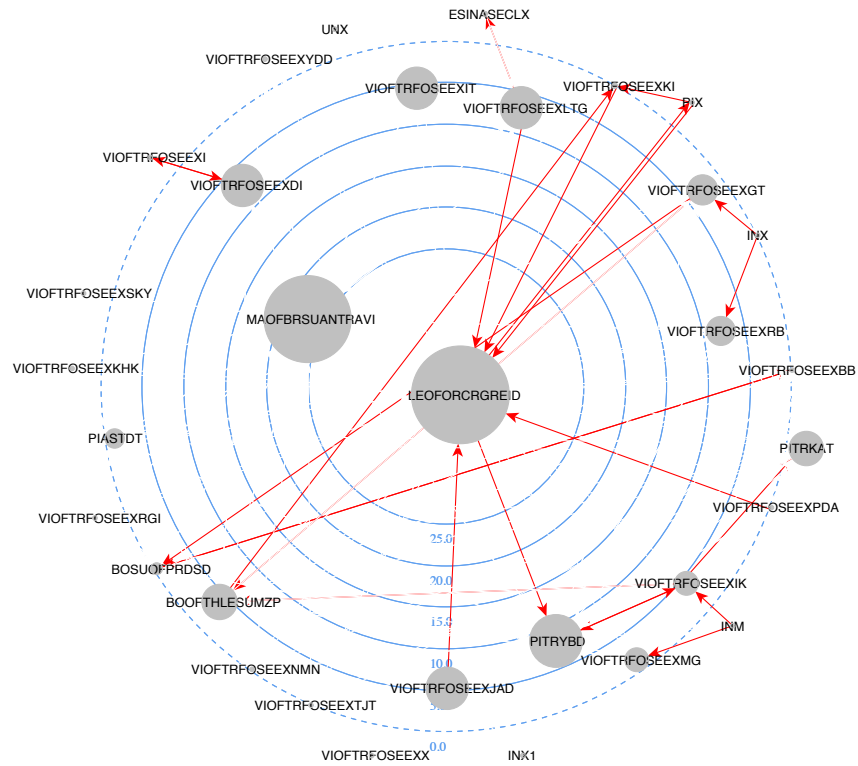 ESINASECLX
UNX
VIOFTRFOSEEXYDD
VIOFTRFOSEEXIT
VIOFTRFOSEEXKI
PIX
VIOFTRFOSEEXLTG
VIOFTRFOSEEXI
VIOFTRFOSEEXDI
VIOFTRFOSEEXGT
INX
VIOFTRFOSEEXSKY
MAOFBRSUANTRAVI
VIOFTRFOSEEXRB
VIOFTRFOSEEXKHK
VIOFTRFOSEEXBB
LEOFORCRGREID
PIASTDT
PITRKAT
VIOFTRFOSEEXRGI
VIOFTRFOSEEXPDA
25.0
BOSUOFPRDSD
20.0
VIOFTRFOSEEXIK
BOOFTHLESUMZP
15.0
INM
PITRYBD
10.0
VIOFTRFOSEEXMG
VIOFTRFOSEEXNMN
VIOFTRFOSEEXJAD
VIOFTRFOSEEXTJT
0.0
VIOFTRFOSEEXX
INX1